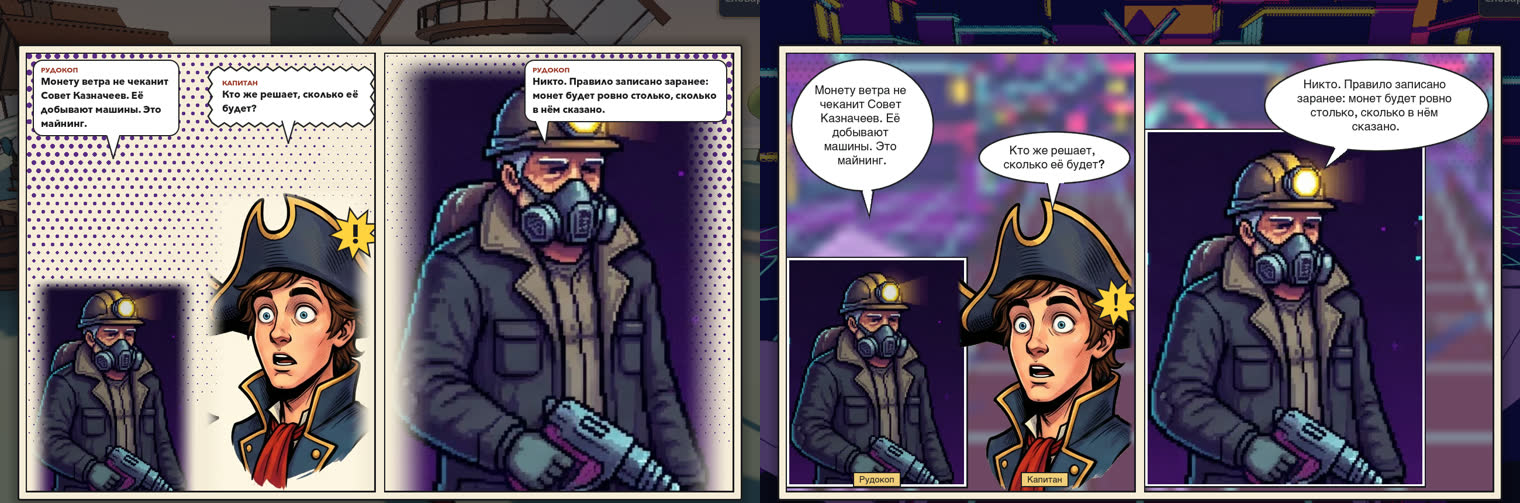 РУДОКОП
Монету ветра не чеканит
Совет Казначеев. Её
добывают машины. Это
майнинг.
КАПИТАН
Кто же решает, сколько её
будет?
!
РУДОКОП
Никто. Правило записано заранее:
монет будет ровно столько, сколько
в нём сказано.
Монету ветра не
чеканит Совет
Казначеев. Её
добывают
машины. Это
майнинг.
Кто же решает,
сколько её будет?
!
Рудокоп
Капитан
Никто. Правило записано
заранее: монет будет ровно
столько, сколько в нём
сказано.